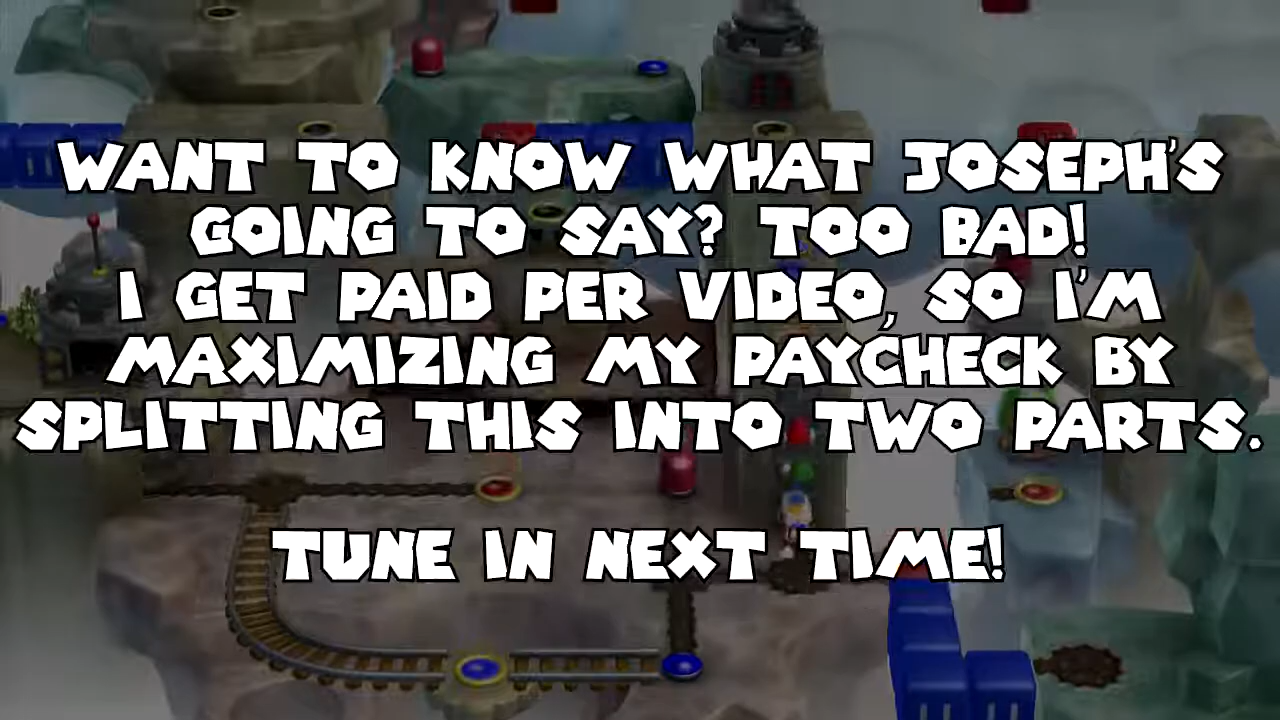 WANT TO KNOW WHAT JOSEPH'S
GOING TO SAY? TOO BAD!
I GET PAID PER VIDEO, SO I'M
MAXIMIZING MY PAYCHECK BY
SPLITTING THIS INTO TWO PARTS.
TUNE IN NEXT TIME!